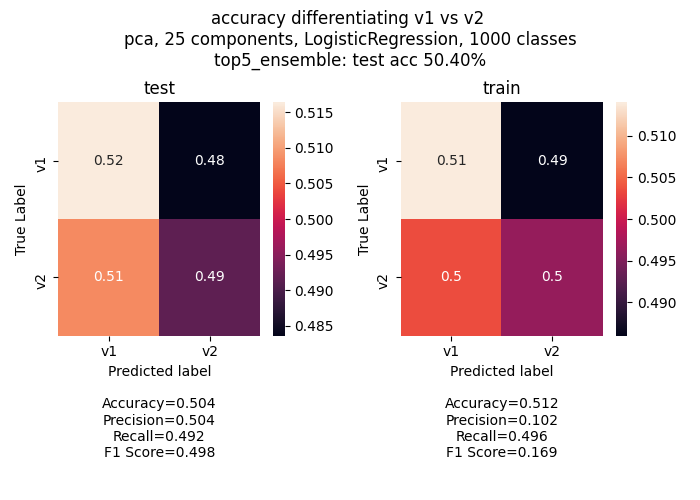 accuracy differentiating v1 vs v2
pca, 25 components, LogisticRegression, 1000 classes
top5_ensemble: test acc 50.40%
test
0.52
0.48
0.51
0.49
v1
v2
True Label
v1
v2
Predicted label
0.515
0.510
0.505
0.500
0.495
0.490
0.485
Accuracy=0.504
Precision=0.504
Recall=0.492
F1 Score=0.498
train
0.51
0.49
0.5
0.5
v1
v2
True Label
v1
v2
Predicted label
0.510
0.505
0.500
0.495
0.490
Accuracy=0.512
Precision=0.102
Recall=0.496
F1 Score=0.169